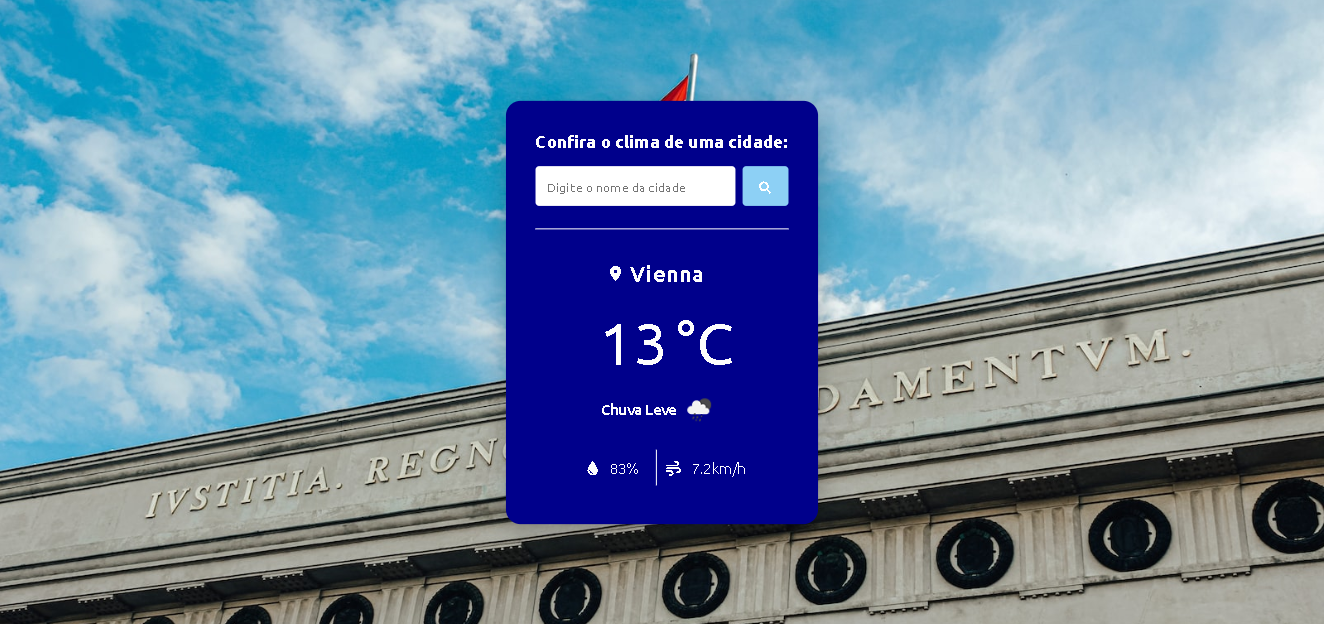 Confira o clima de uma cidade:
Digite o nome da cidade
Vienna
13 °C
Chuva Leve
83% 7.2km/h
IVSTITIA. REGNO DAMENTVM.